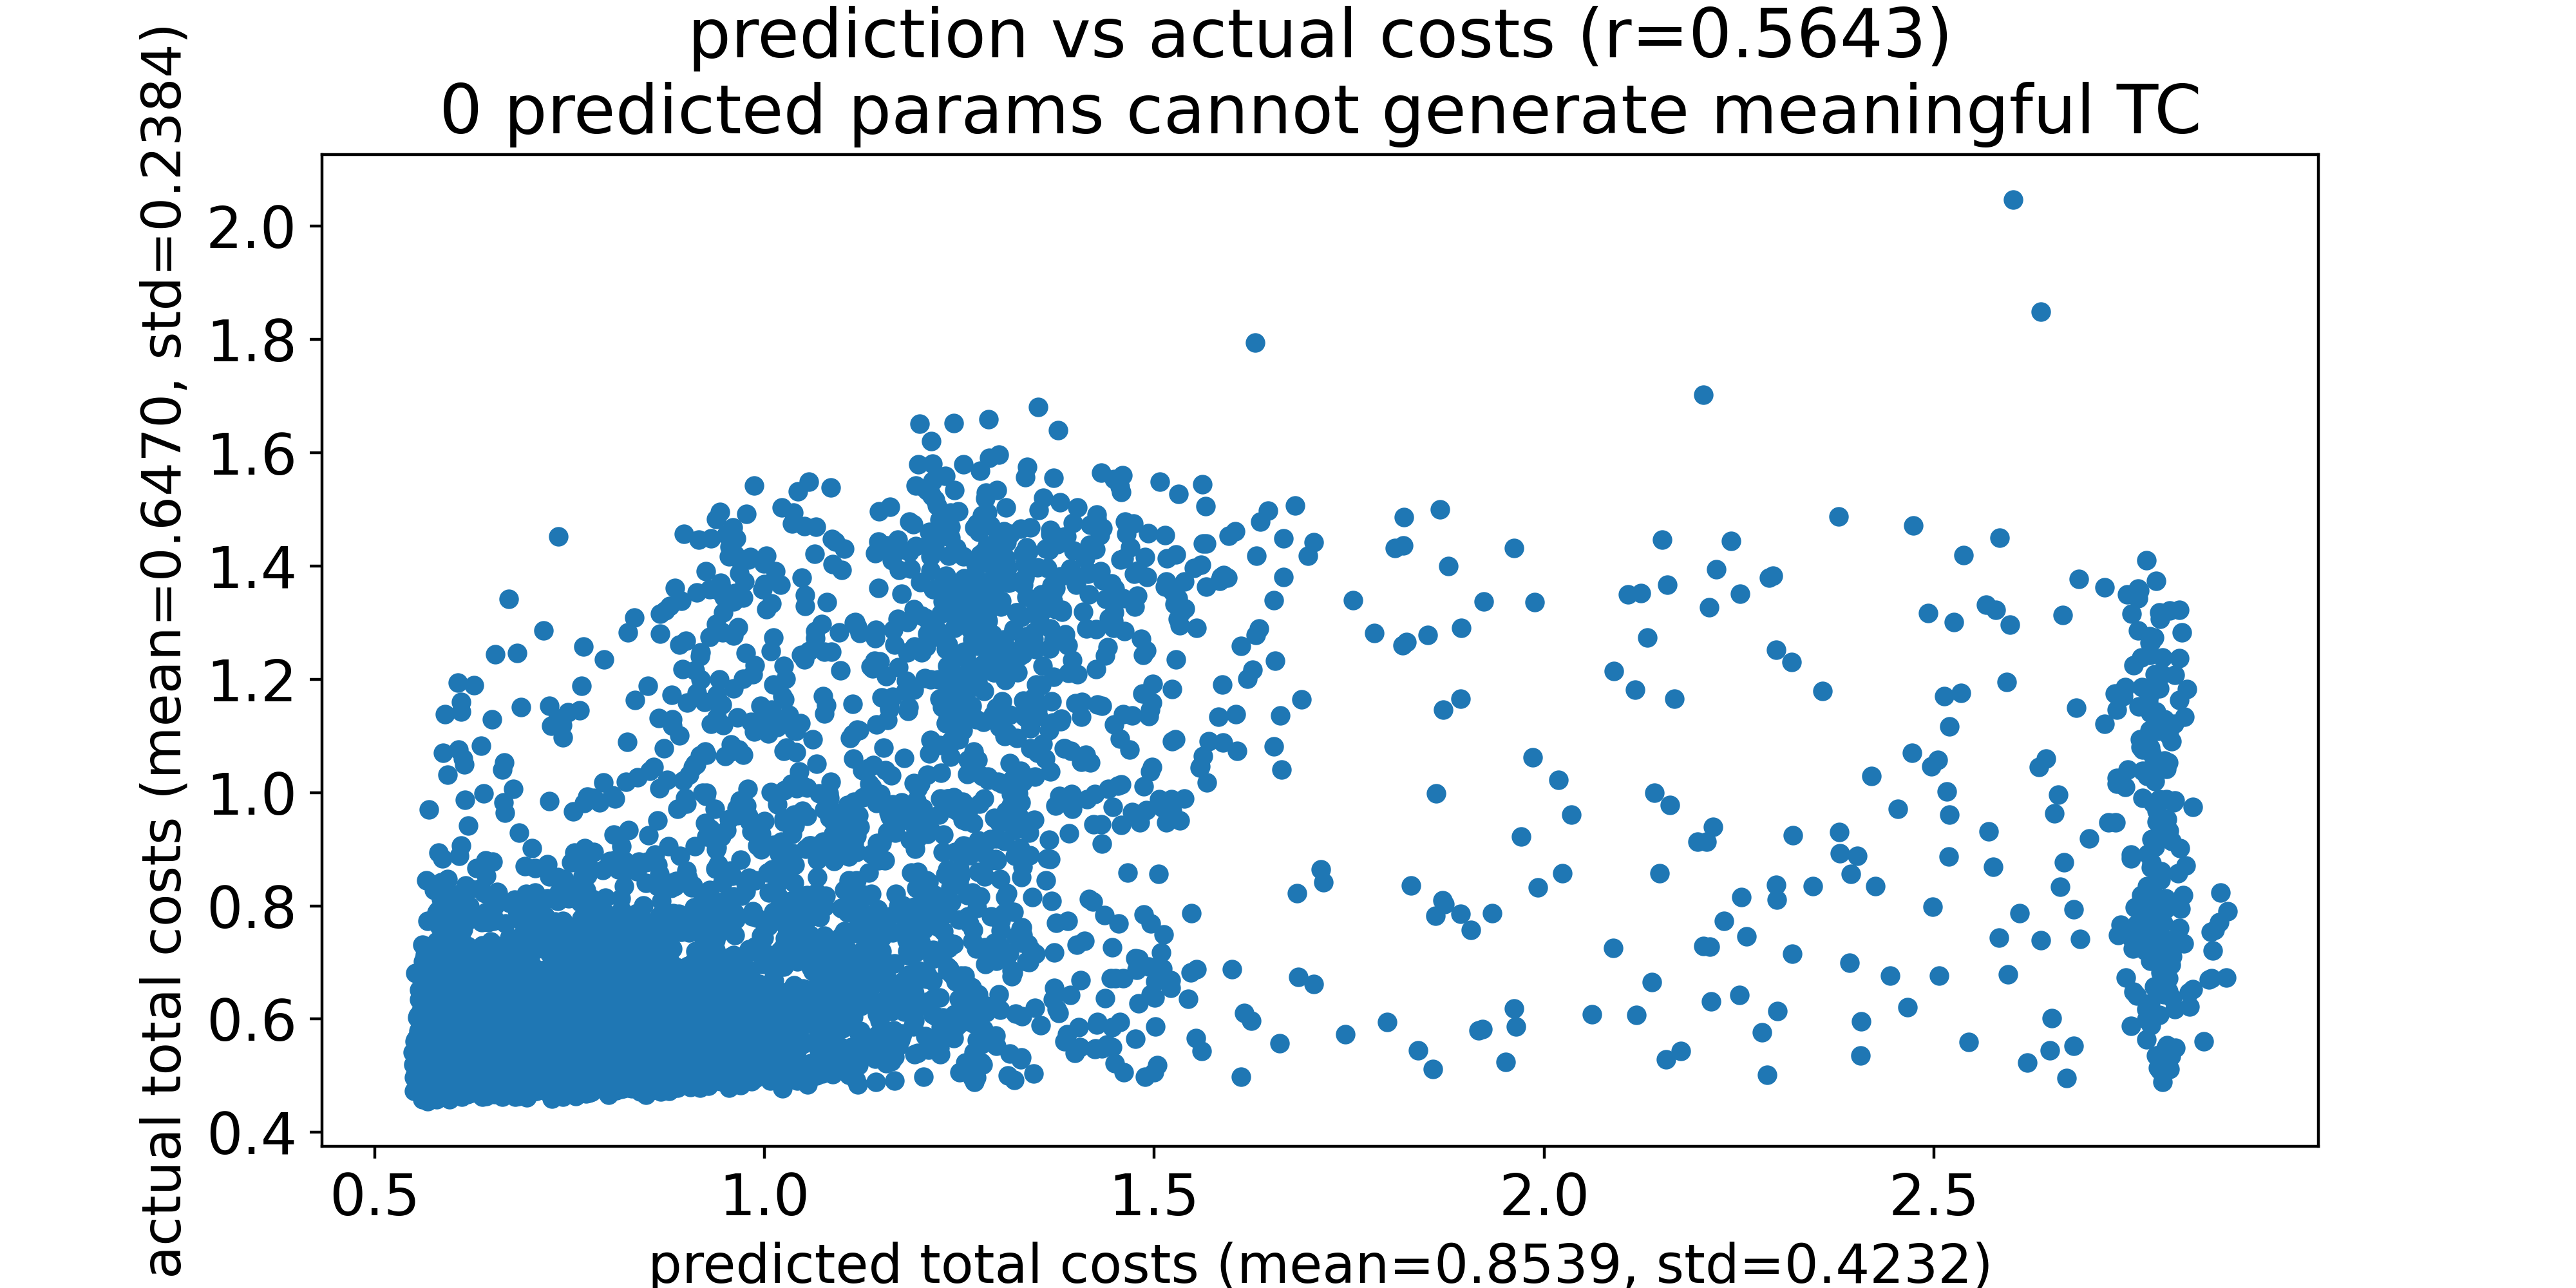 prediction vs actual costs (r=0.5643)
0 predicted params cannot generate meaningful TC
actual total costs (mean=0.6470, std=0.2384)
2.0
1.8
1.6
1.4
1.2
1.0
0.8
0.6
0.4
0.5 1.0 1.5 2.0 2.5
predicted total costs (mean=0.8539, std=0.4232)